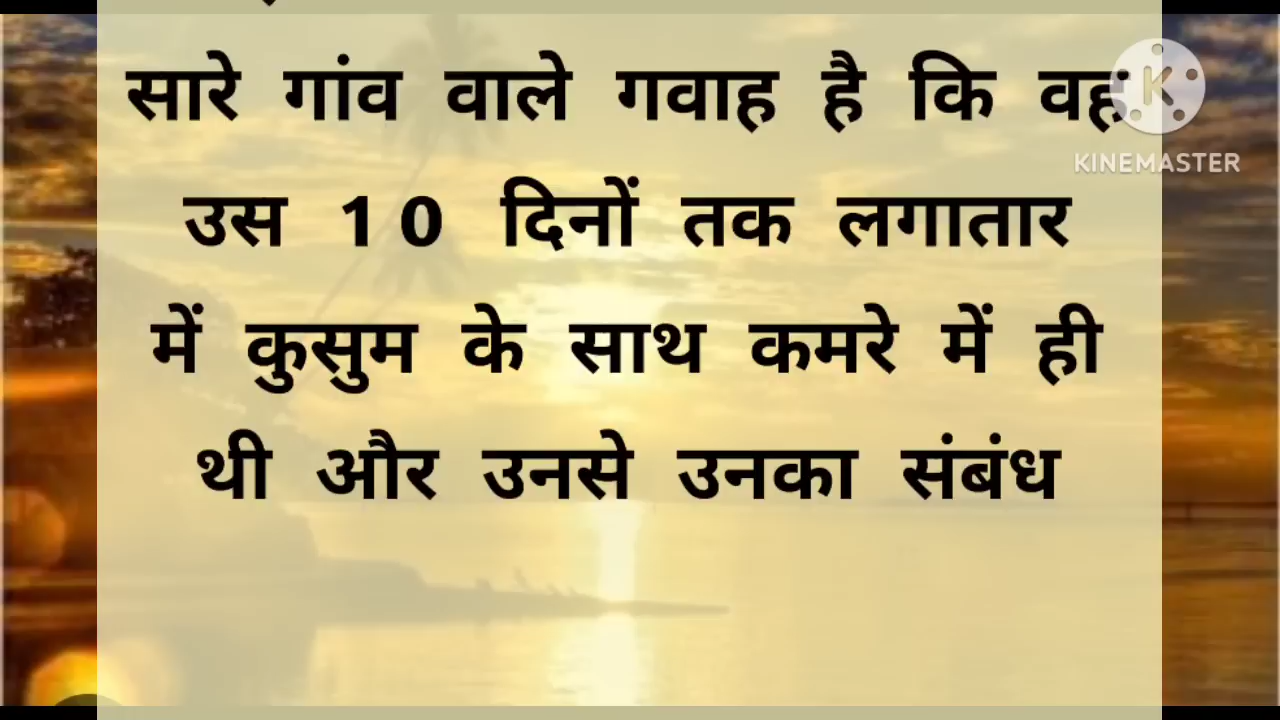 सारे गांव वाले गवाह है कि वह
KINEMASTER
उस 10 दिनों तक लगातार
में कुसुम के साथ कमरे में ही
थी और उनसे उनका संबंध